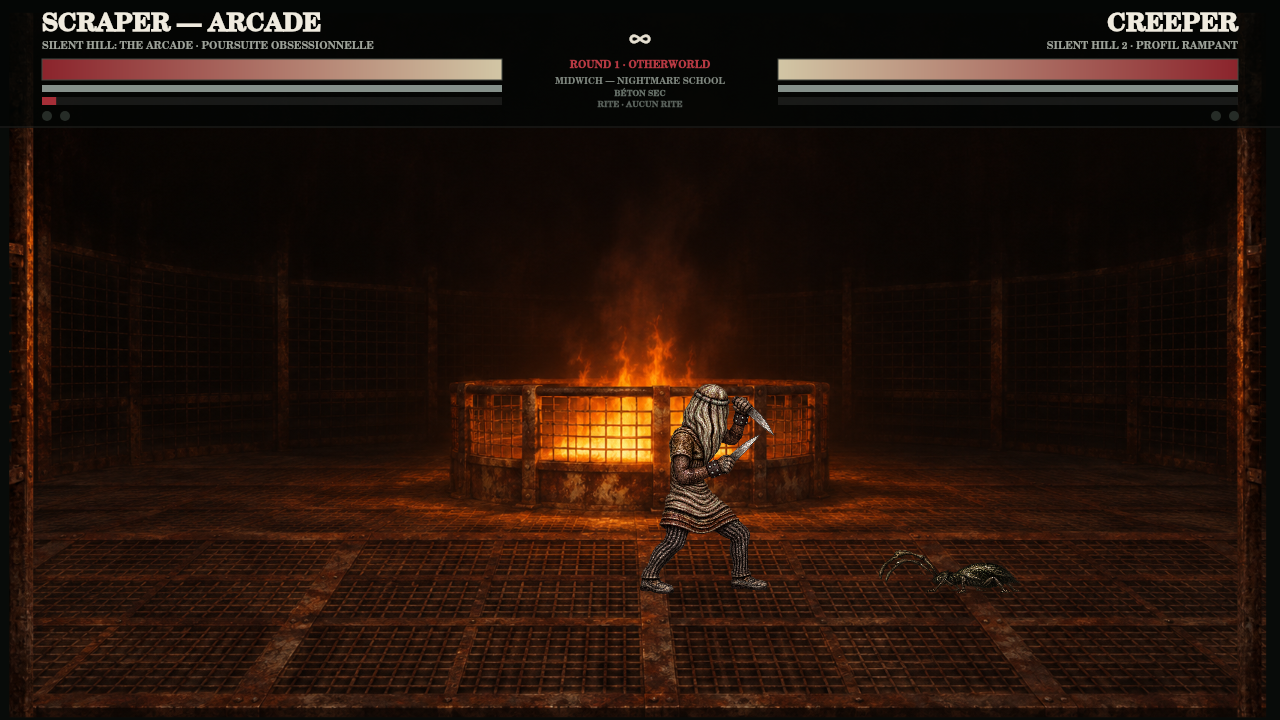 SCRAPER — ARCADE
SILENT HILL: THE ARCADE · POURSUITE OBSESSIONNELLE
∞
ROUND 1 · OTHERWORLD
MIDWICH — NIGHTMARE SCHOOL
BÉTON SEC
RITE · AUCUN RITE
CREEPER
SILENT HILL 2 · PROFIL RAMPANT